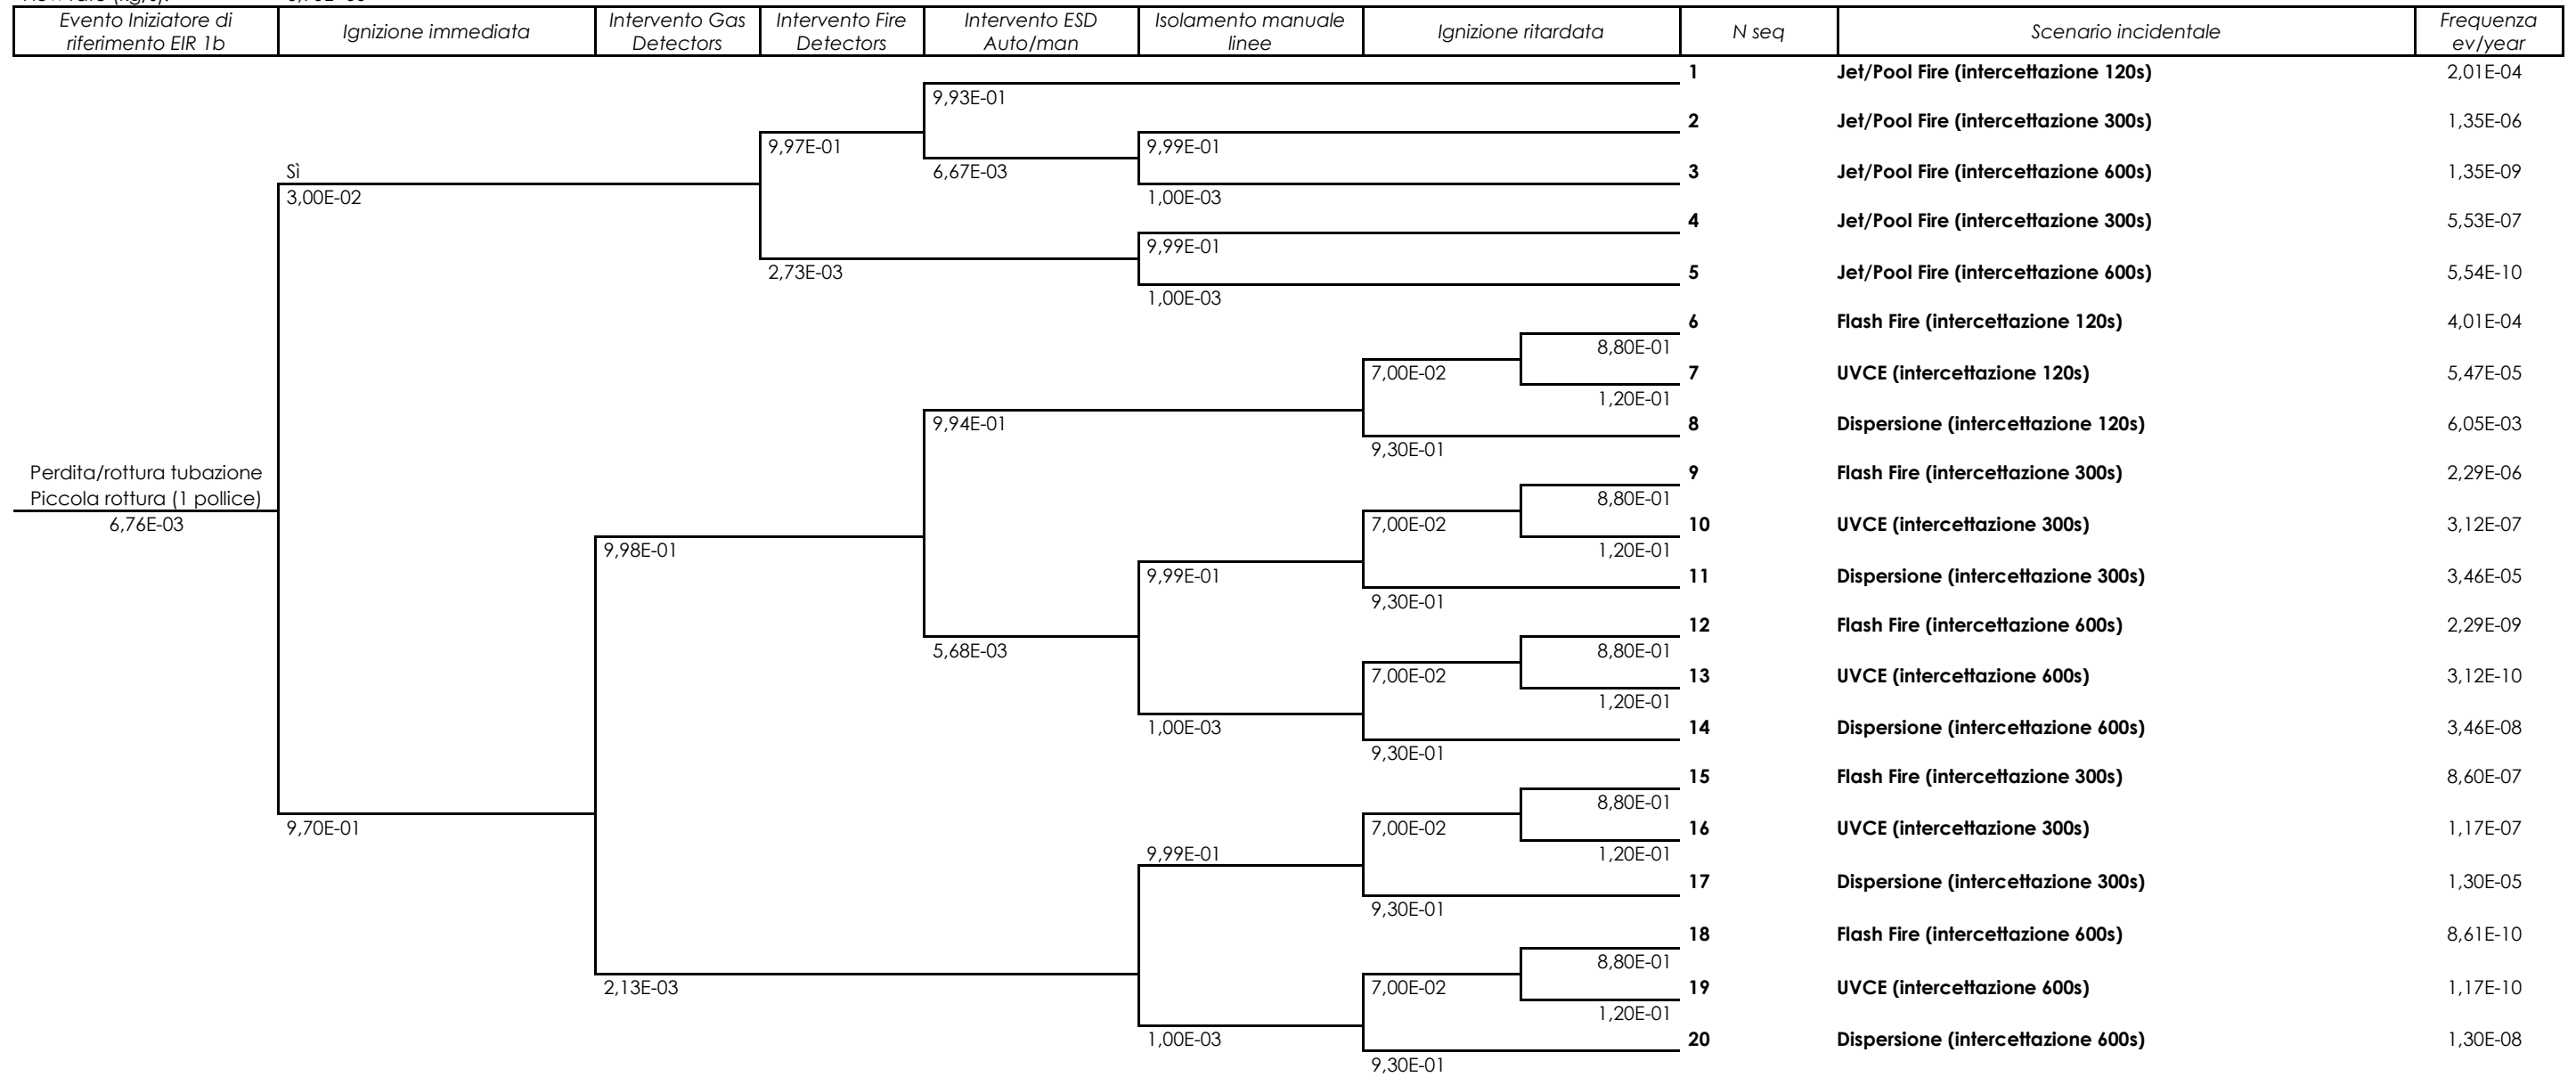 Evento Iniziatore di
riferimento EIR 1b
Ignizione immediata
Intervento Gas
Detectors
Intervento Fire
Detectors
Intervento ESD
Auto/man
Isolamento manuale
linee
Ignizione ritardata
N seq
Scenario incidentale
Frequenza
ev/year
1 Jet/Pool Fire (intercettazione 120s) 2,01E-04
9,93E-01
2 Jet/Pool Fire (intercettazione 300s) 1,35E-06
9,97E-01 9,99E-01
Sì 6,67E-03 3 Jet/Pool Fire (intercettazione 600s) 1,35E-09
3,00E-02 1,00E-03
4 Jet/Pool Fire (intercettazione 300s) 5,53E-07
9,99E-01
2,73E-03 5 Jet/Pool Fire (intercettazione 600s) 5,54E-10
1,00E-03
6 Flash Fire (intercettazione 120s) 4,01E-04
8,80E-01
7,00E-02 7 UVCE (intercettazione 120s) 5,47E-05
1,20E-01
9,94E-01 8 Dispersione (intercettazione 120s) 6,05E-03
9,30E-01
Perdita/rottura tubazione 9 Flash Fire (intercettazione 300s) 2,29E-06
Piccola rottura (1 pollice) 8,80E-01
6,76E-03 7,00E-02 10 UVCE (intercettazione 300s) 3,12E-07
9,98E-01 1,20E-01
9,99E-01 11 Dispersione (intercettazione 300s) 3,46E-05
9,30E-01
12 Flash Fire (intercettazione 600s) 2,29E-09
5,68E-03 8,80E-01
7,00E-02 13 UVCE (intercettazione 600s) 3,12E-10
1,20E-01
1,00E-03 14 Dispersione (intercettazione 600s) 3,46E-08
9,30E-01
15 Flash Fire (intercettazione 300s) 8,60E-07
8,80E-01
9,70E-01 7,00E-02 16 UVCE (intercettazione 300s) 1,17E-07
9,99E-01 1,20E-01
17 Dispersione (intercettazione 300s) 1,30E-05
9,30E-01
18 Flash Fire (intercettazione 600s) 8,61E-10
8,80E-01
2,13E-03 7,00E-02 19 UVCE (intercettazione 600s) 1,17E-10
1,20E-01
1,00E-03 20 Dispersione (intercettazione 600s) 1,30E-08
9,30E-01